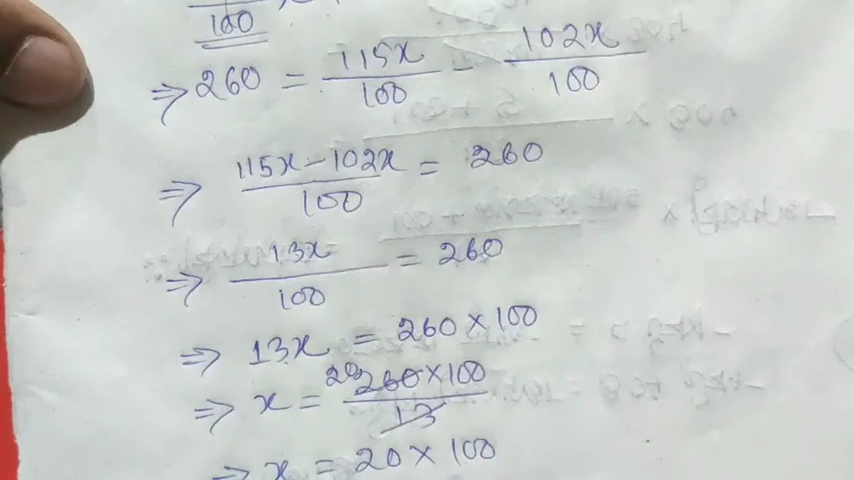 100
⇒ 260 = 115x/100 - 102x/100
⇒ 115x-102x/100 = 260
⇒ 13x/100 = 260
⇒ 13x = 260 × 100
⇒ x = 20 260×100/13
⇒ x = 20 × 100